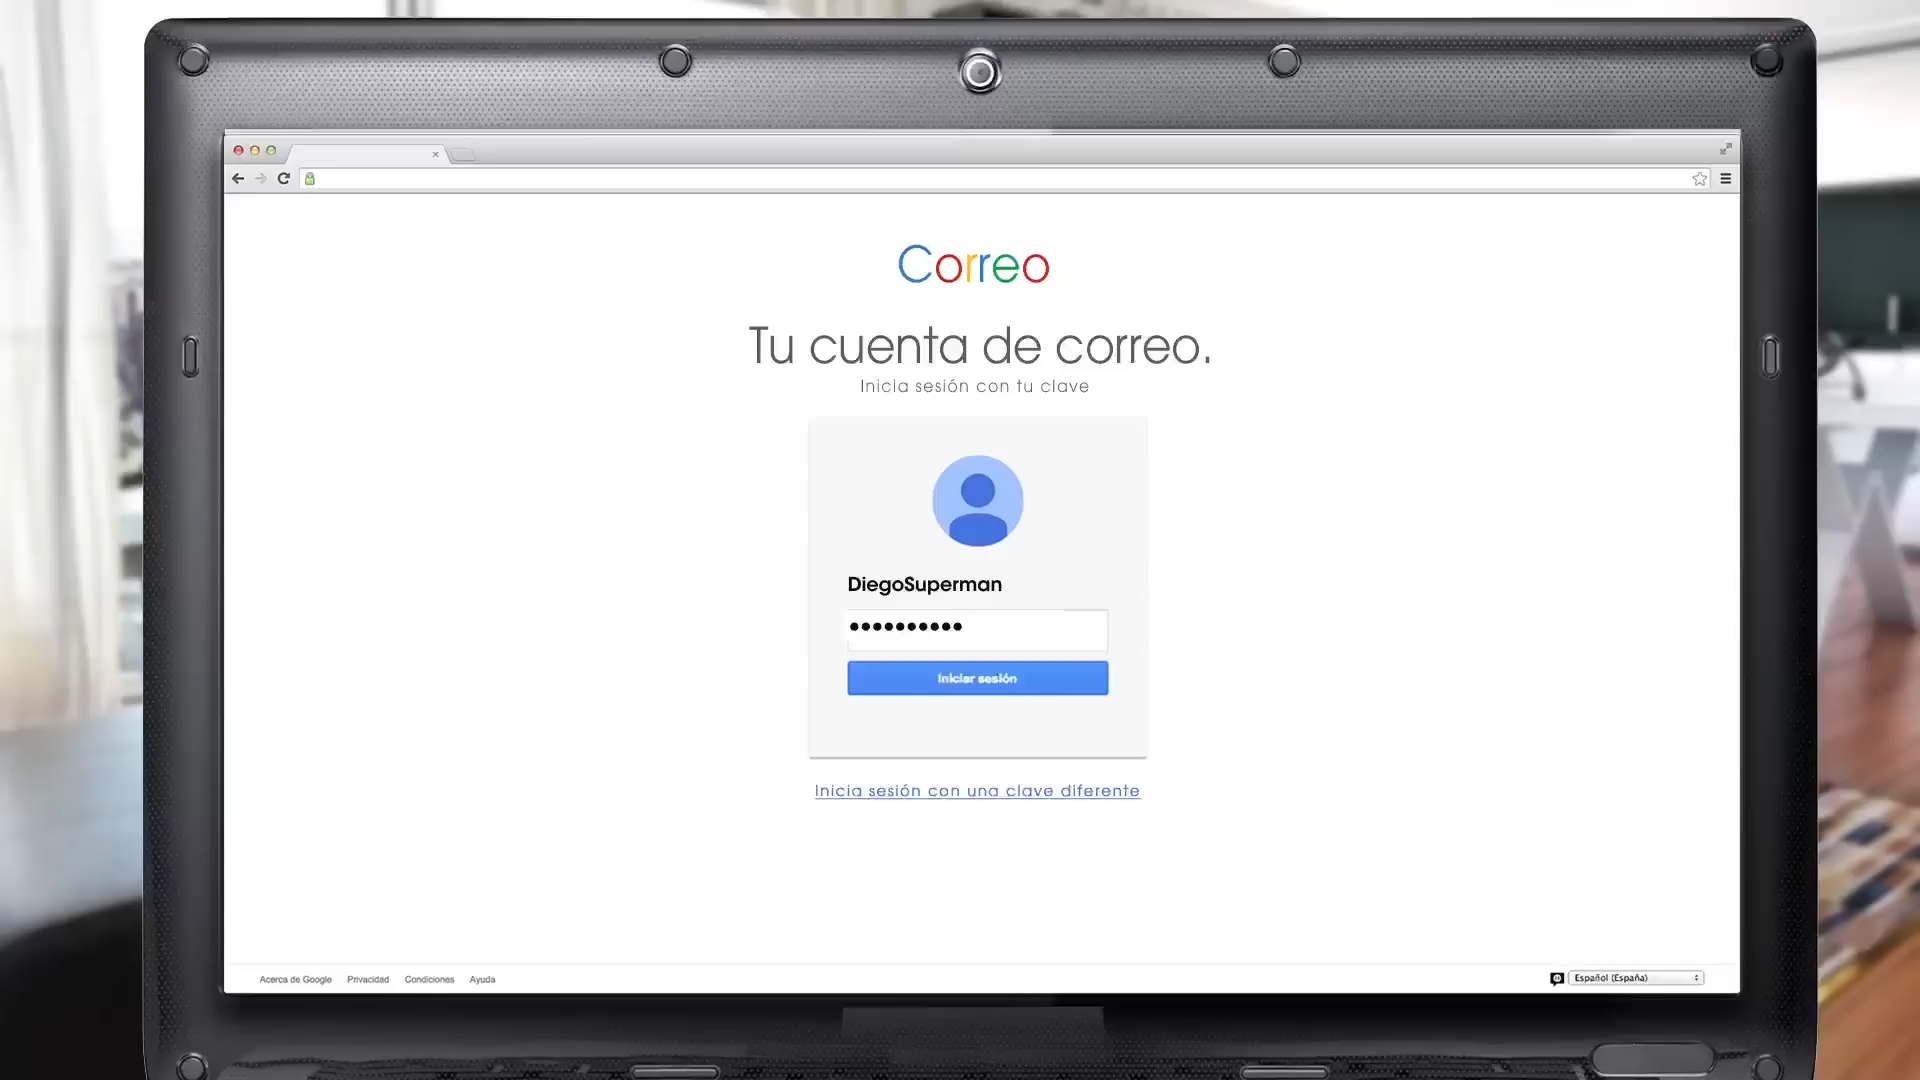 Correo
Tu cuenta de correo.
Inicia sesión con tu clave
DiegoSuperman
Iniciar sesión
Inicia sesión con una clave diferente
Acerca de Google Privacidad Condiciones Ayuda Español (España)